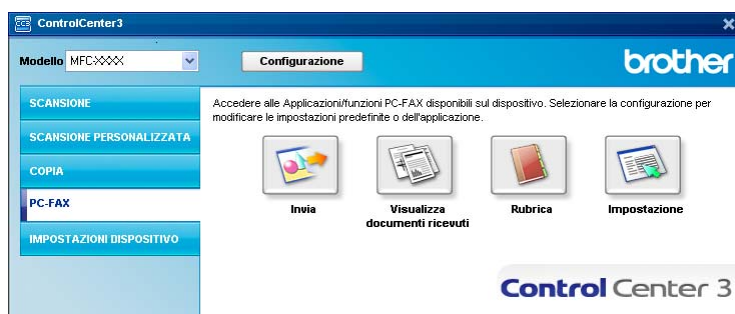 ControlCenter3
Modello MFC-XXXX
Configurazione
brother
SCANSIONE
SCANSIONE PERSONALIZZATA
COPIA
PC-FAX
IMPOSTAZIONI DISPOSITIVO
Accedere alle Applicazioni/funzioni PC-FAX disponibili sul dispositivo. Selezionare la configurazione per
modificare le impostazioni predefinite o dell'applicazione.
Invia
Visualizza
documenti ricevuti
Rubrica
Impostazione
Control Center 3